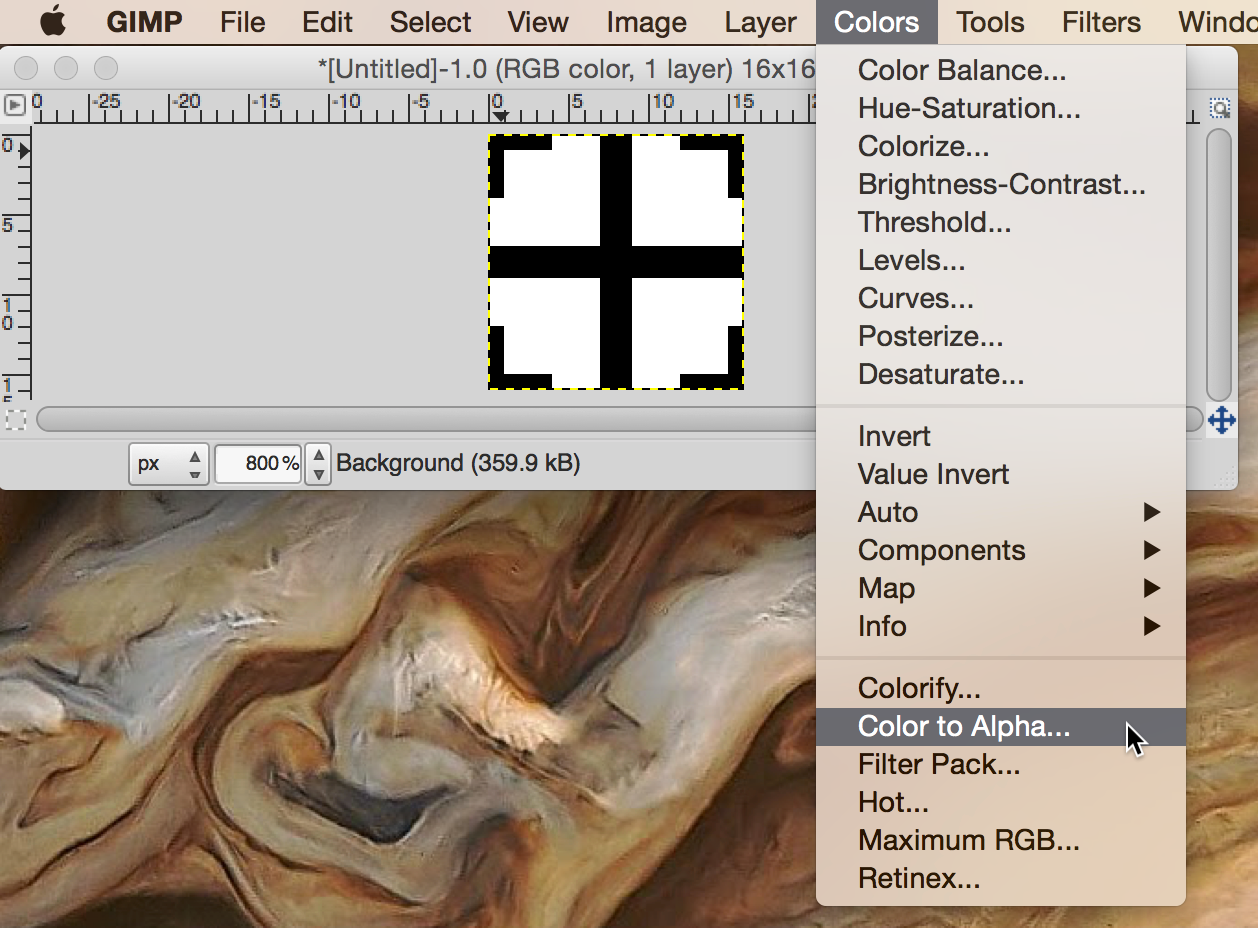 GIMP File Edit Select View Image Layer Colors Tools Filters Windo
*[Untitled]-1.0 (RGB color, 1 layer) 16x16
0 -25 -20 -15 -10 -5 0 5 10 15
0
5
10
15
px 800% Background (359.9 kB)
Color Balance...
Hue-Saturation...
Colorize...
Brightness-Contrast...
Threshold...
Levels...
Curves...
Posterize...
Desaturate...
Invert
Value Invert
Auto
Components
Map
Info
Colorify...
Color to Alpha...
Filter Pack...
Hot...
Maximum RGB...
Retinex...